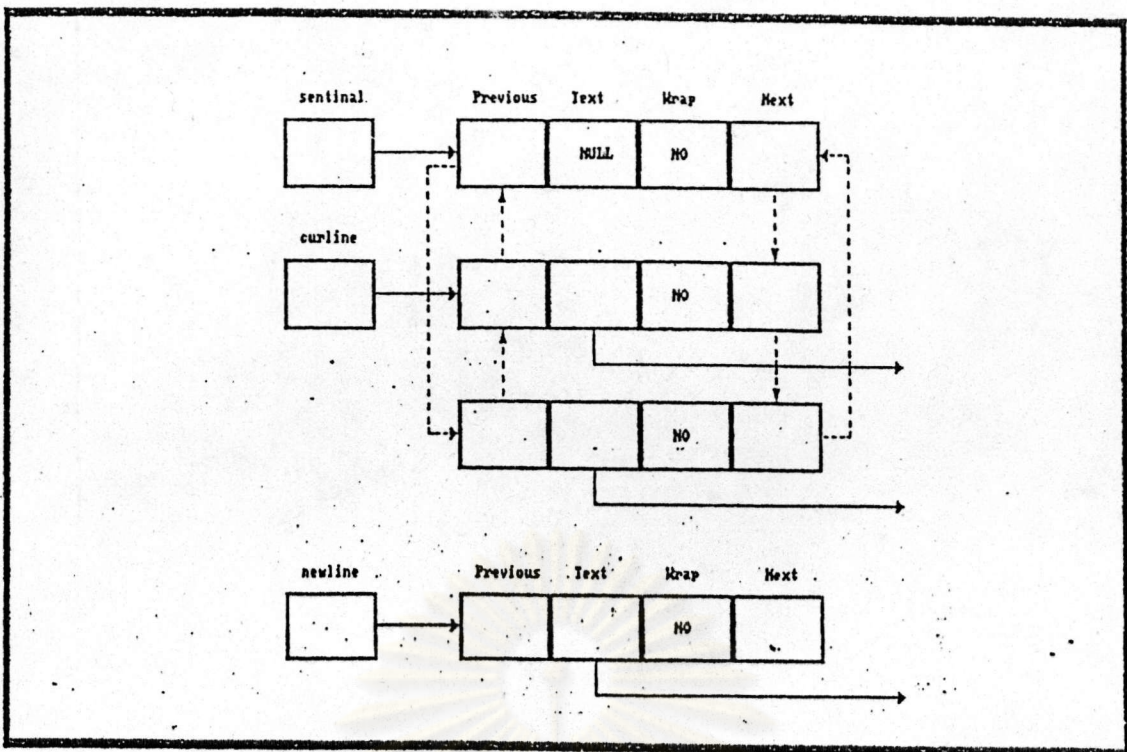 sentinal Previous Text Wrap Next
NULL NO
curline
NO
NO
newline Previous Text Wrap Next
NO